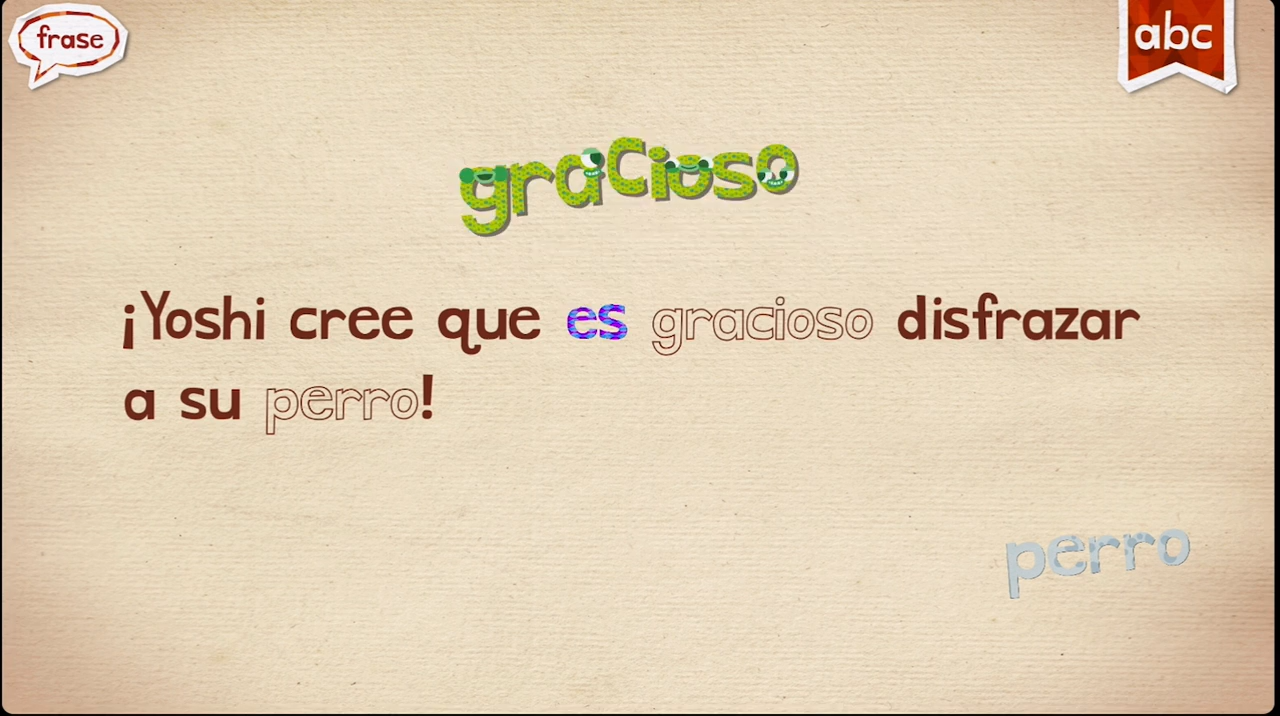 frase
abc
gracioso
¡Yoshi cree que es gracioso disfrazar
a su perro!
perro